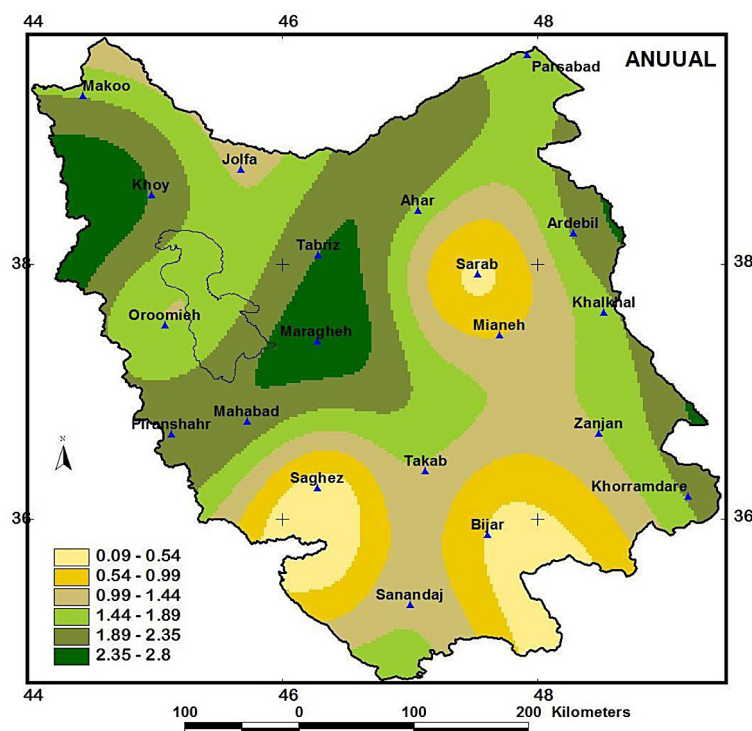 44 46 48
ANUUAL
Parsabad
Makoo
Jolfa
Khoy
Ahar
Ardebil
Tabriz
38 38
Sarab
Khalkhal
Oroomieh
Mianeh
Maragheh
Mahabad
Piranshahr
Zanjan
Takab
Saghez
Khorramdare
36 36
Bijar
0.09 - 0.54
0.54 - 0.99
0.99 - 1.44
1.44 - 1.89
1.89 - 2.35
2.35 - 2.8
Sanandaj
N
44 46 48
100 0 100 200 Kilometers